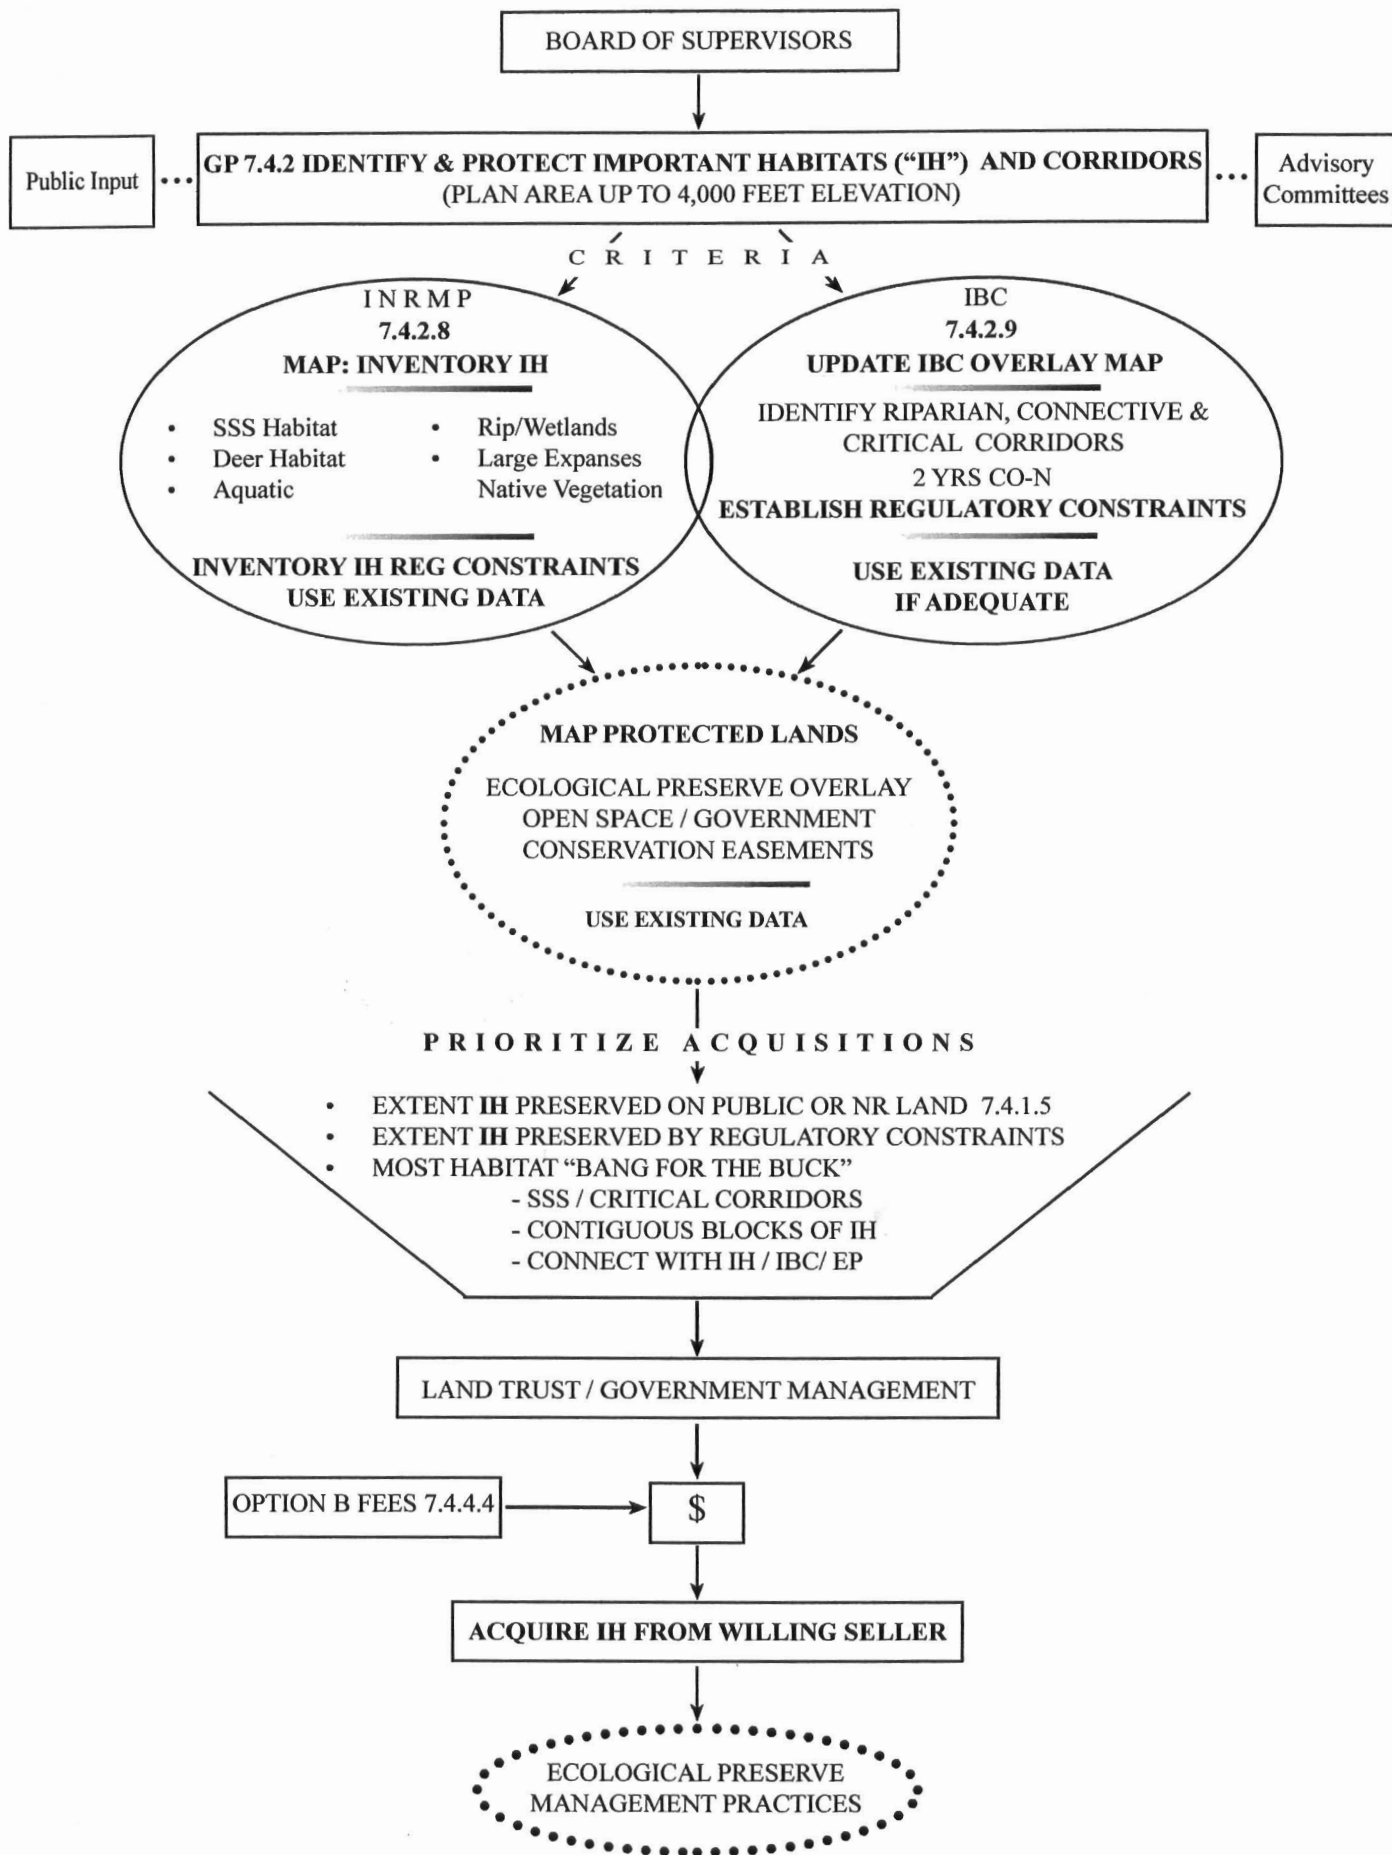 BOARD OF SUPERVISORS
Public Input
GP 7.4.2 IDENTIFY & PROTECT IMPORTANT HABITATS (“IH”) AND CORRIDORS
(PLAN AREA UP TO 4,000 FEET ELEVATION)
Advisory
Committees
C R I T E R I A
I N R M P
7.4.2.8
MAP: INVENTORY IH
• SSS Habitat
• Deer Habitat
• Aquatic
• Rip/Wetlands
• Large Expanses
Native Vegetation
INVENTORY IH REG CONSTRAINTS
USE EXISTING DATA
IBC
7.4.2.9
UPDATE IBC OVERLAY MAP
IDENTIFY RIPARIAN, CONNECTIVE &
CRITICAL CORRIDORS
2 YRS CO-N
ESTABLISH REGULATORY CONSTRAINTS
USE EXISTING DATA
IF ADEQUATE
MAP PROTECTED LANDS
ECOLOGICAL PRESERVE OVERLAY
OPEN SPACE / GOVERNMENT
CONSERVATION EASEMENTS
USE EXISTING DATA
P R I O R I T I Z E A C Q U I S I T I O N S
• EXTENT IH PRESERVED ON PUBLIC OR NR LAND 7.4.1.5
• EXTENT IH PRESERVED BY REGULATORY CONSTRAINTS
• MOST HABITAT “BANG FOR THE BUCK”
- SSS / CRITICAL CORRIDORS
- CONTIGUOUS BLOCKS OF IH
- CONNECT WITH IH / IBC/ EP
LAND TRUST / GOVERNMENT MANAGEMENT
OPTION B FEES 7.4.4.4
$
ACQUIRE IH FROM WILLING SELLER
ECOLOGICAL PRESERVE
MANAGEMENT PRACTICES